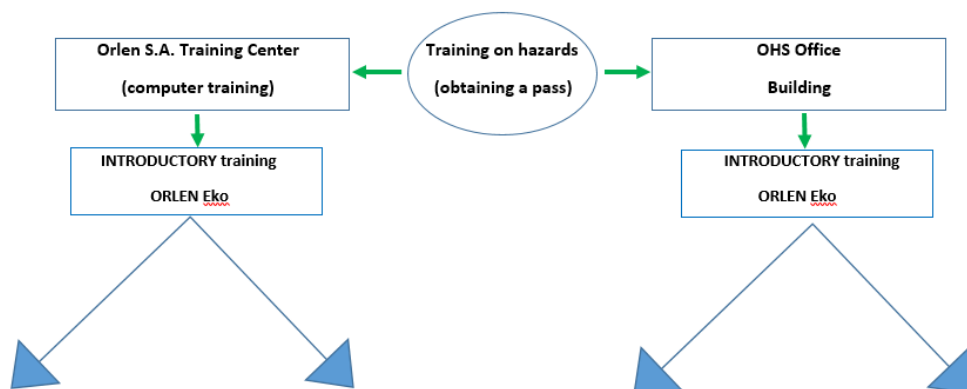 Orlen S.A. Training Center
(computer training)
Training on hazards
(obtaining a pass)
OHS Office
Building
INTRODUCTORY training
ORLEN Eko
INTRODUCTORY training
ORLEN Eko